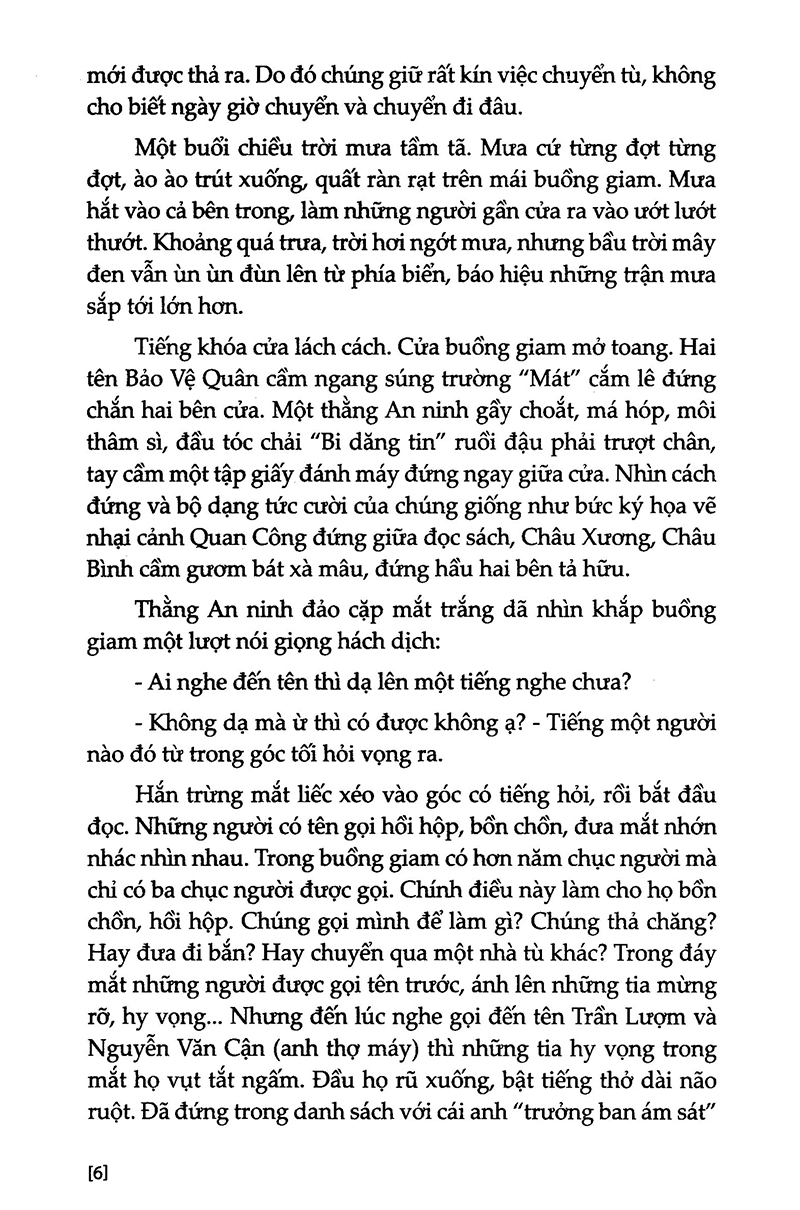 mới được thả ra. Do đó chúng giữ rất kín việc chuyển tù, không
cho biết ngày giờ chuyển và chuyển đi đâu.
Một buổi chiều trời mưa tầm tã. Mưa cứ từng đợt từng
đợt, ào ào trút xuống, quất ràn rạt trên mái buồng giam. Mưa
hắt vào cả bên trong, làm những người gần cửa ra vào ướt lướt
thướt. Khoảng quá trưa, trời hơi ngớt mưa, nhưng bầu trời mây
đen vẫn ùn ùn đùn lên từ phía biển, báo hiệu những trận mưa
sắp tới lớn hơn.
Tiếng khóa cửa lách cách. Cửa buồng giam mở toang. Hai
tên Bảo Vệ Quân cầm ngang súng trường "Mát" cắm lê đứng
chắn hai bên cửa. Một thằng An ninh gầy choắt, má hóp, môi
thâm sì, đầu tóc chải "Bi dăng tin" ruồi đậu phải trượt chân,
tay cầm một tập giấy đánh máy đứng ngay giữa cửa. Nhìn cách
đứng và bộ dạng tức cười của chúng giống như bức ký họa vẽ
nhại cảnh Quan Công đứng giữa đọc sách, Châu Xương, Châu
Bình cầm gươm bát xà mâu, đứng hầu hai bên tả hữu.
Thằng An ninh đảo cặp mắt trắng dã nhìn khắp buồng
giam một lượt nói giọng hách dịch:
- Ai nghe đến tên thì dạ lên một tiếng nghe chưa?
- Không dạ mà ừ thì có được không ạ? - Tiếng một người
nào đó từ trong góc tối hỏi vọng ra.
Hắn trừng mắt liếc xéo vào góc có tiếng hỏi, rồi bắt đầu
đọc. Những người có tên gọi hồi hộp, bồn chồn, đưa mắt nhớn
nhác nhìn nhau. Trong buồng giam có hơn năm chục người mà
chỉ có ba chục người được gọi. Chính điều này làm cho họ bồn
chồn, hồi hộp. Chúng gọi mình để làm gì? Chúng thả chăng?
Hay đưa đi bắn? Hay chuyển qua một nhà tù khác? Trong đáy
mắt những người được gọi tên trước, ánh lên những tia mừng
rỡ, hy vọng... Nhưng đến lúc nghe gọi đến tên Trần Lượm và
Nguyễn Văn Cận (anh thợ máy) thì những tia hy vọng trong
mắt họ vụt tắt ngấm. Đầu họ rũ xuống, bật tiếng thở dài não
ruột. Đã đứng trong danh sách với cái anh "trưởng ban ám sát"
[6]